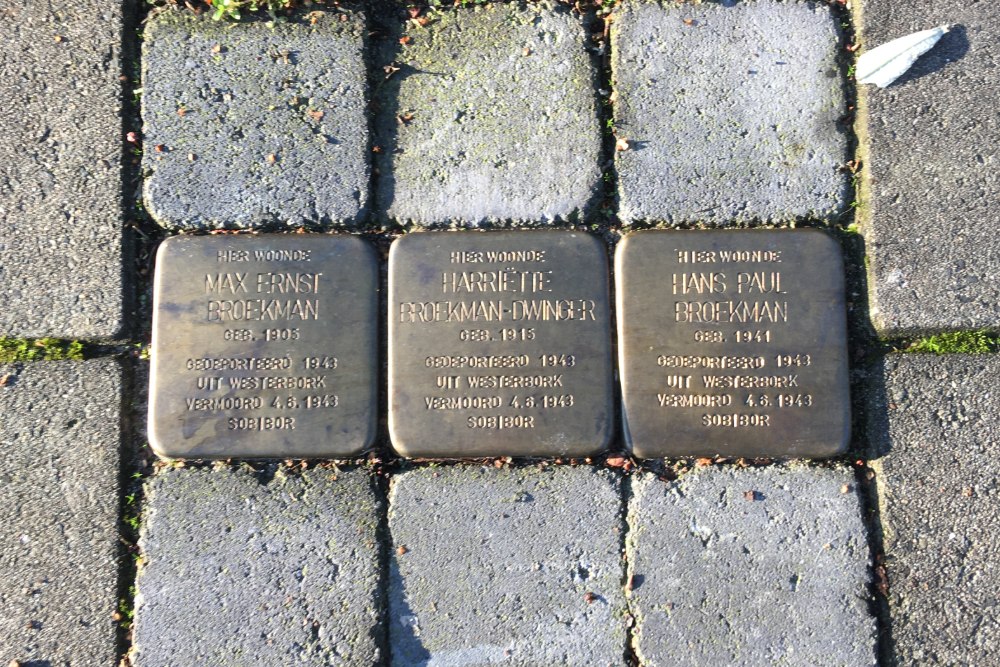 HIER WOONDE
MAX ERNST
BROEKMAN
GEB. 1905
GEDEPORTEERD 1943
UIT WESTERBORK
VERMOORD 4.6.1943
SOBIBOR
HIER WOONDE
HARRIËTTE
BROEKMAN-DWINGER
GEB. 1915
GEDEPORTEERD 1943
UIT WESTERBORK
VERMOORD 4.6.1943
SOBIBOR
HIER WOONDE
HANS PAUL
BROEKMAN
GEB. 1941
GEDEPORTEERD 1943
UIT WESTERBORK
VERMOORD 4.6.1943
SOBIBOR